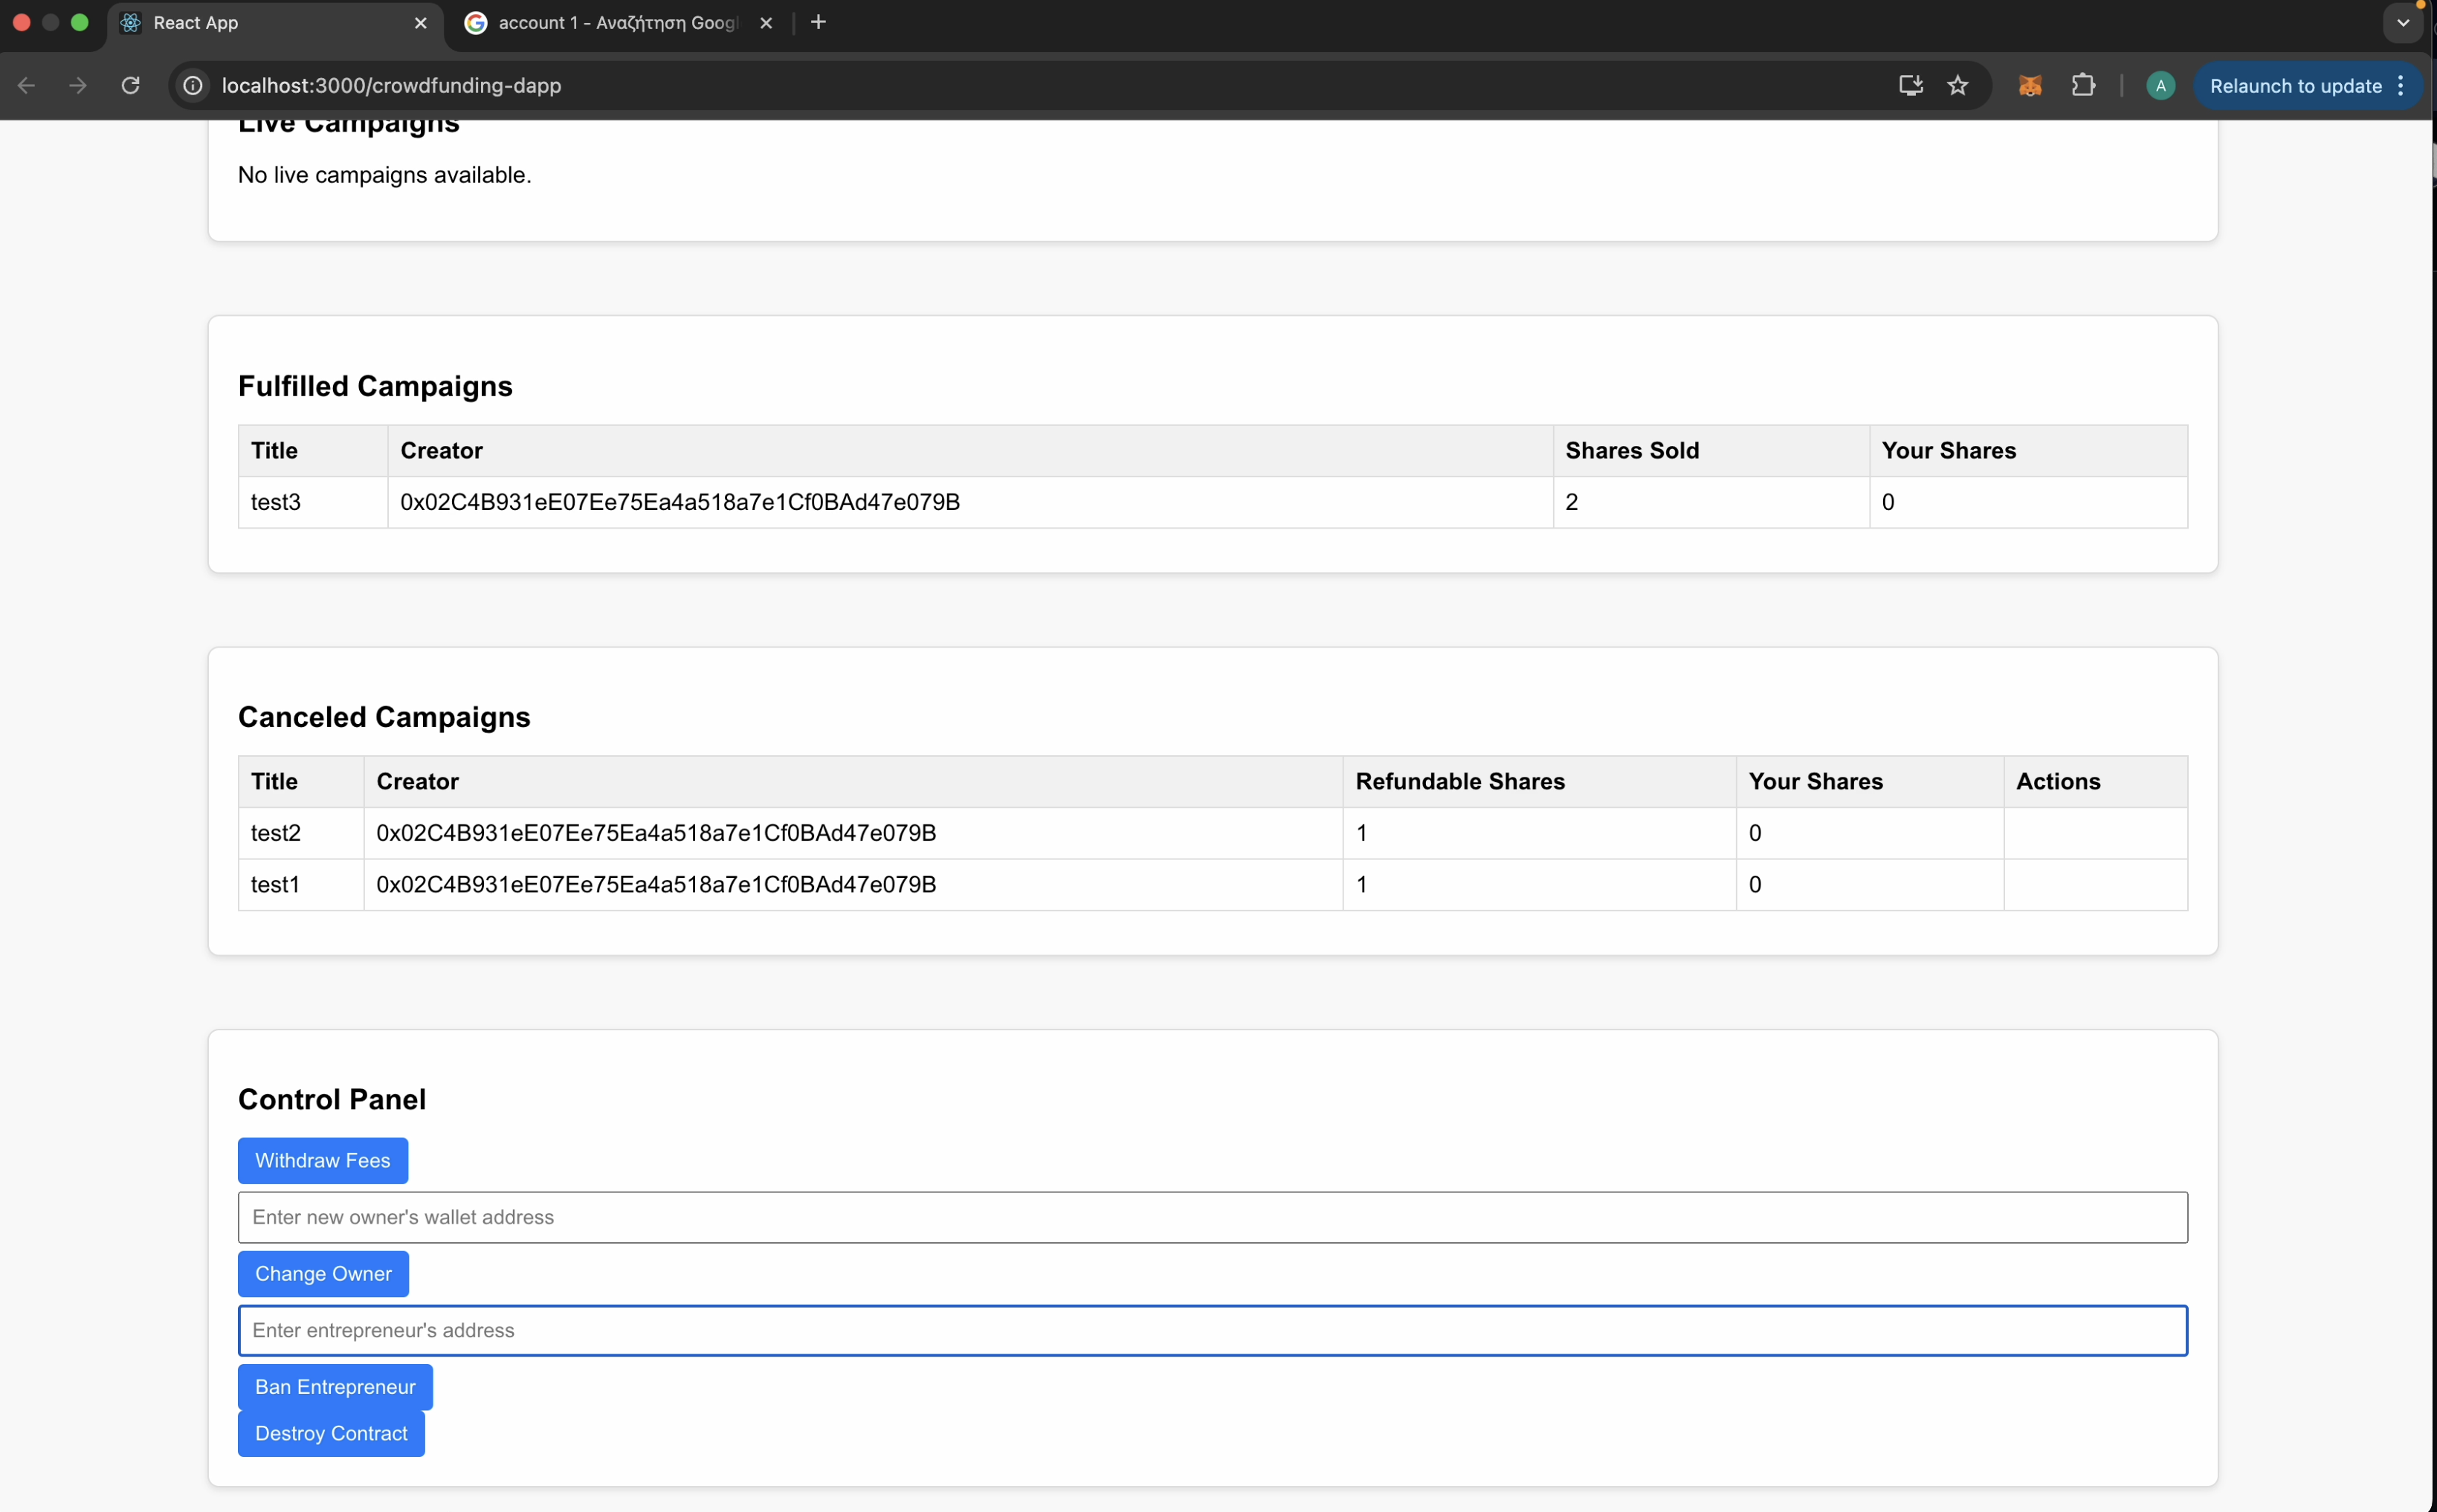 React App
account 1 - Αναζήτηση Googl
localhost:3000/crowdfunding-dapp
A
Relaunch to update
Live Campaigns
No live campaigns available.
Fulfilled Campaigns
Title Creator Shares Sold Your Shares
test3 0x02C4B931eE07Ee75Ea4a518a7e1Cf0BAd47e079B 2 0
Canceled Campaigns
Title Creator Refundable Shares Your Shares Actions
test2 0x02C4B931eE07Ee75Ea4a518a7e1Cf0BAd47e079B 1 0
test1 0x02C4B931eE07Ee75Ea4a518a7e1Cf0BAd47e079B 1 0
Control Panel
Withdraw Fees
Enter new owner's wallet address
Change Owner
Enter entrepreneur's address
Ban Entrepreneur
Destroy Contract